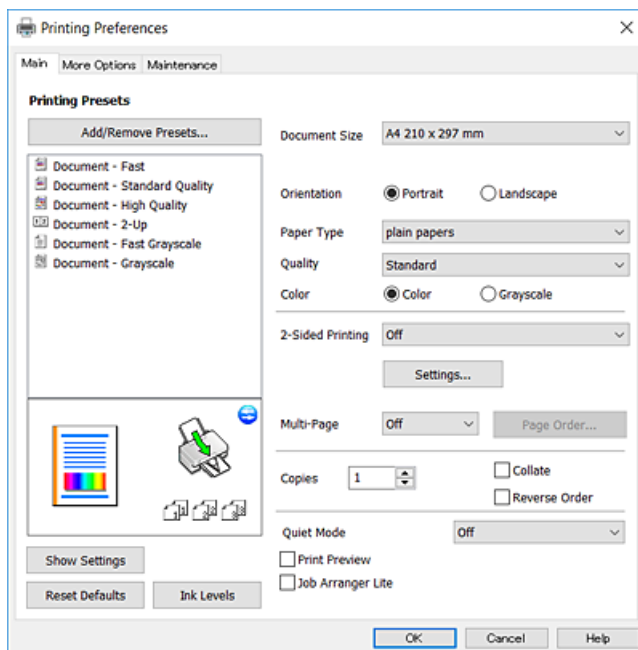 Printing Preferences
Main More Options Maintenance
Printing Presets
Add/Remove Presets...
Document - Fast
Document - Standard Quality
Document - High Quality
Document - 2-Up
Document - Fast Grayscale
Document - Grayscale
Show Settings
Reset Defaults Ink Levels
Document Size A4 210 x 297 mm
Orientation Portrait Landscape
Paper Type plain papers
Quality Standard
Color Color Grayscale
2-Sided Printing Off
Settings...
Multi-Page Off Page Order...
Copies 1 Collate
Reverse Order
Quiet Mode Off
Print Preview
Job Arranger Lite
OK Cancel Help